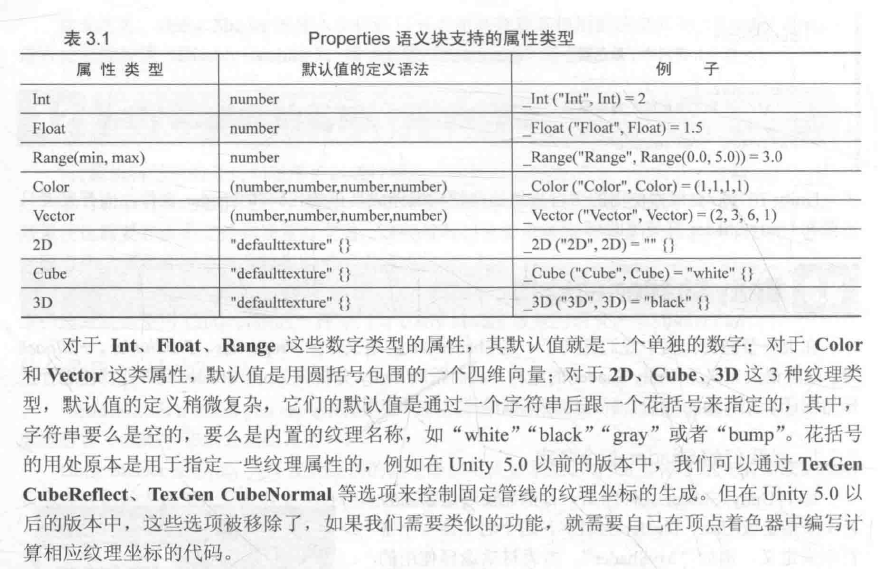 表 3.1 Properties 语义块支持的属性类型
属 性 类 型 默认值的定义语法 例 子
Int number _Int ("Int", Int) = 2
Float number _Float ("Float", Float) = 1.5
Range(min, max) number _Range("Range", Range(0.0, 5.0)) = 3.0
Color (number,number,number,number) _Color ("Color", Color) = (1,1,1,1)
Vector (number,number,number,number) _Vector ("Vector", Vector) = (2, 3, 6, 1)
2D "defaulttexture" {} _2D ("2D", 2D) = "" {}
Cube "defaulttexture" {} _Cube ("Cube", Cube) = "white" {}
3D "defaulttexture" {} _3D ("3D", 3D) = "black" {}
对于 Int、Float、Range 这些数字类型的属性，其默认值就是一个单独的数字；对于 Color
和 Vector 这类属性，默认值是用圆括号包围的一个四维向量；对于 2D、Cube、3D 这 3 种纹理类
型，默认值的定义稍微复杂，它们的默认值是通过一个字符串后跟一个花括号来指定的，其中，
字符串要么是空的，要么是内置的纹理名称，如“white”“black”“gray”或者“bump”。花括号
的用处原本是用于指定一些纹理属性的，例如在 Unity 5.0 以前的版本中，我们可以通过 TexGen
CubeReflect、TexGen CubeNormal 等选项来控制固定管线的纹理坐标的生成。但在 Unity 5.0 以
后的版本中，这些选项被移除了，如果我们需要类似的功能，就需要自己在顶点着色器中编写计
算相应纹理坐标的代码。